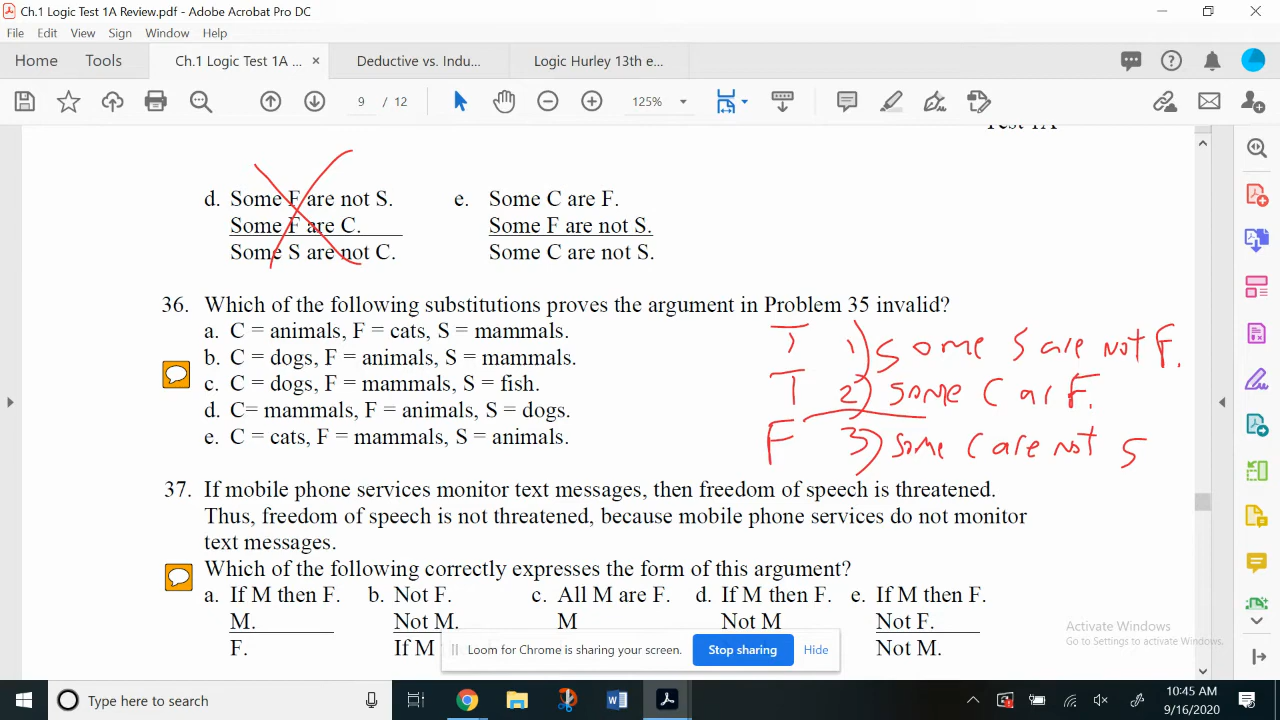 Ch.1 Logic Test 1A Review.pdf - Adobe Acrobat Pro DC
File Edit View Sign Window Help
Home Tools Ch.1 Logic Test 1A ... × Deductive vs. Indu... Logic Hurley 13th e...
9 / 12 125%
Test 1A
d. Some F are not S. e. Some C are F.
Some F are C. Some F are not S.
Some S are not C. Some C are not S.
36. Which of the following substitutions proves the argument in Problem 35 invalid?
a. C = animals, F = cats, S = mammals.
b. C = dogs, F = animals, S = mammals.
c. C = dogs, F = mammals, S = fish.
d. C= mammals, F = animals, S = dogs.
e. C = cats, F = mammals, S = animals.
T 1) Some S are not F.
T 2) some C are F.
F 3) some C are not S
37. If mobile phone services monitor text messages, then freedom of speech is threatened.
Thus, freedom of speech is not threatened, because mobile phone services do not monitor
text messages.
Which of the following correctly expresses the form of this argument?
a. If M then F. b. Not F. c. All M are F. d. If M then F. e. If M then F.
M. Not M. M Not M Not F.
F. If M Not M.
Loom for Chrome is sharing your screen. Stop sharing Hide
Activate Windows
Go to Settings to activate Windows.
Type here to search
10:45 AM
9/16/2020